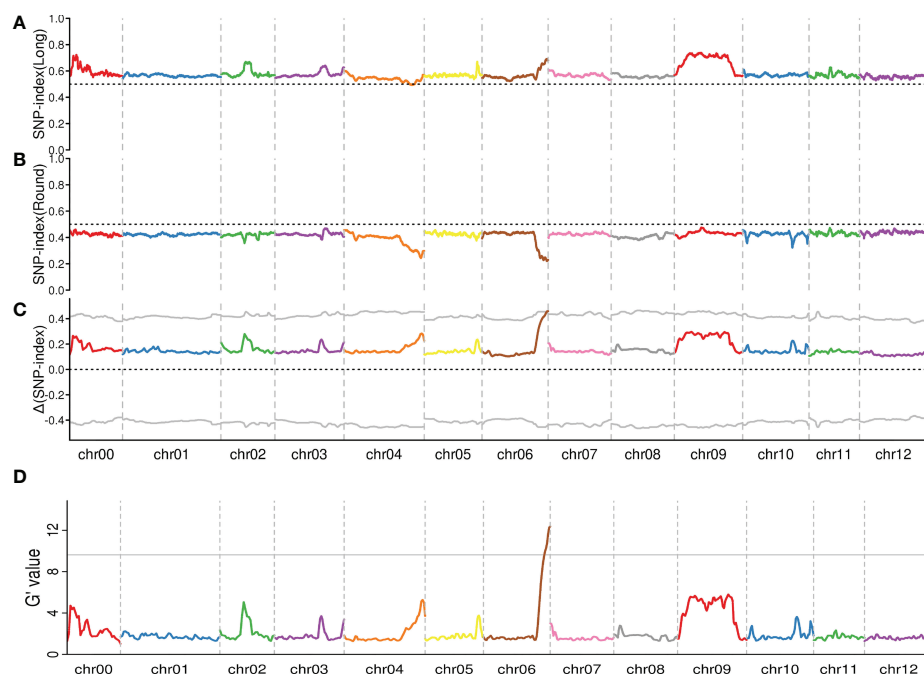 A
SNP-index(Long)
1.0
0.8
0.6
0.4
0.2
0.0
B
SNP-index(Round)
1.0
0.8
0.6
0.4
0.2
0.0
C
Δ(SNP-index)
0.4
0.2
0.0
-0.4
chr00 chr01 chr02 chr03 chr04 chr05 chr06 chr07 chr08 chr09 chr10 chr11 chr12
D
G' value
12
8
4
0
chr00 chr01 chr02 chr03 chr04 chr05 chr06 chr07 chr08 chr09 chr10 chr11 chr12